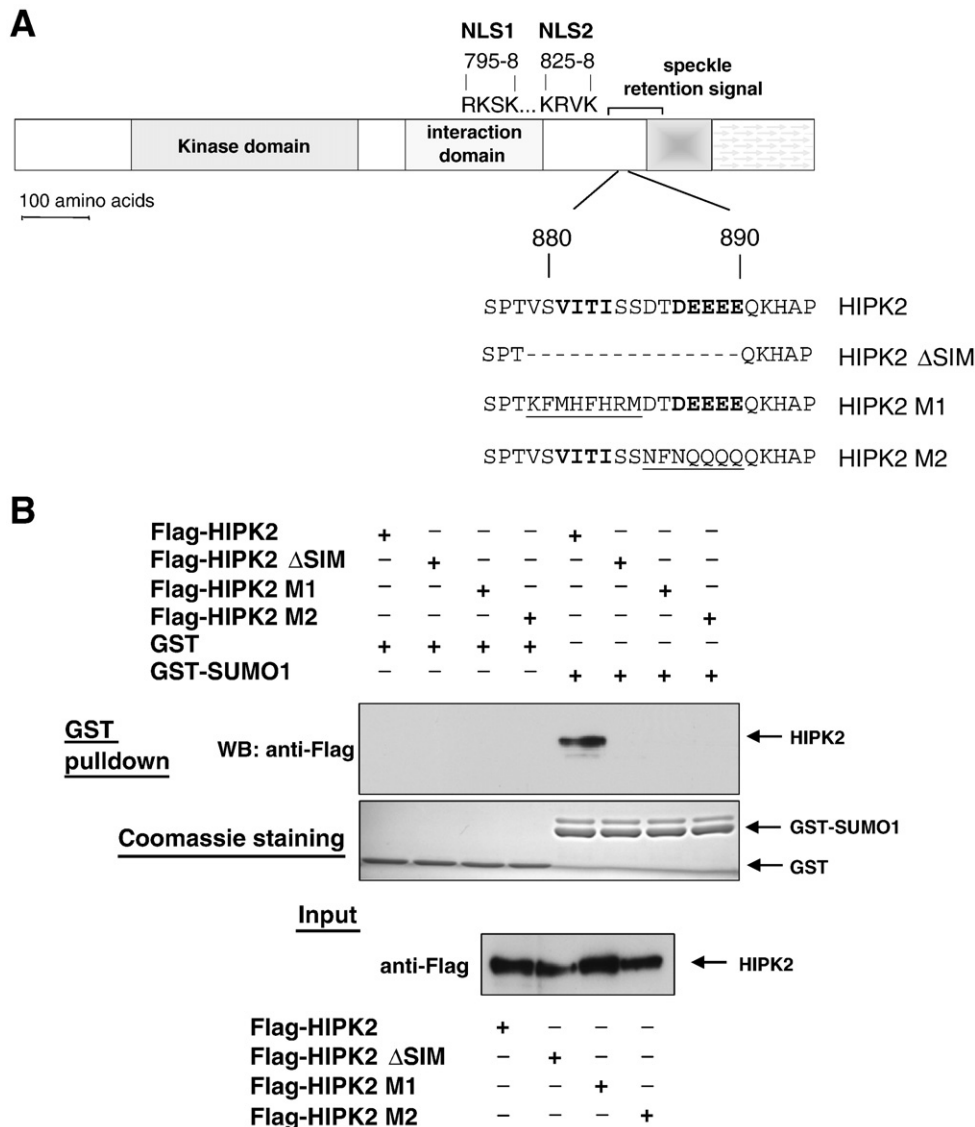 A
NLS1 NLS2
795-8 825-8
RKSK...KRVK
speckle
retention signal
Kinase domain
interaction
domain
100 amino acids
880 890
SPTVSVITISSDTDEEEEQKHAP HIPK2
SPT----------------QKHAP HIPK2 ΔSIM
SPTKFMHFHRMDTDEEEEQKHAP HIPK2 M1
SPTVSVITISSNFNQQQQQKHAP HIPK2 M2
B
Flag-HIPK2 + – – – + – – –
Flag-HIPK2 ΔSIM – + – – – + – –
Flag-HIPK2 M1 – – + – – – + –
Flag-HIPK2 M2 – – – + – – – +
GST + + + + – – – –
GST-SUMO1 – – – – + + + +
GST
pulldown
WB: anti-Flag
HIPK2
Coomassie staining
GST-SUMO1
GST
Input
anti-Flag
HIPK2
Flag-HIPK2 + – – –
Flag-HIPK2 ΔSIM – + – –
Flag-HIPK2 M1 – – + –
Flag-HIPK2 M2 – – – +